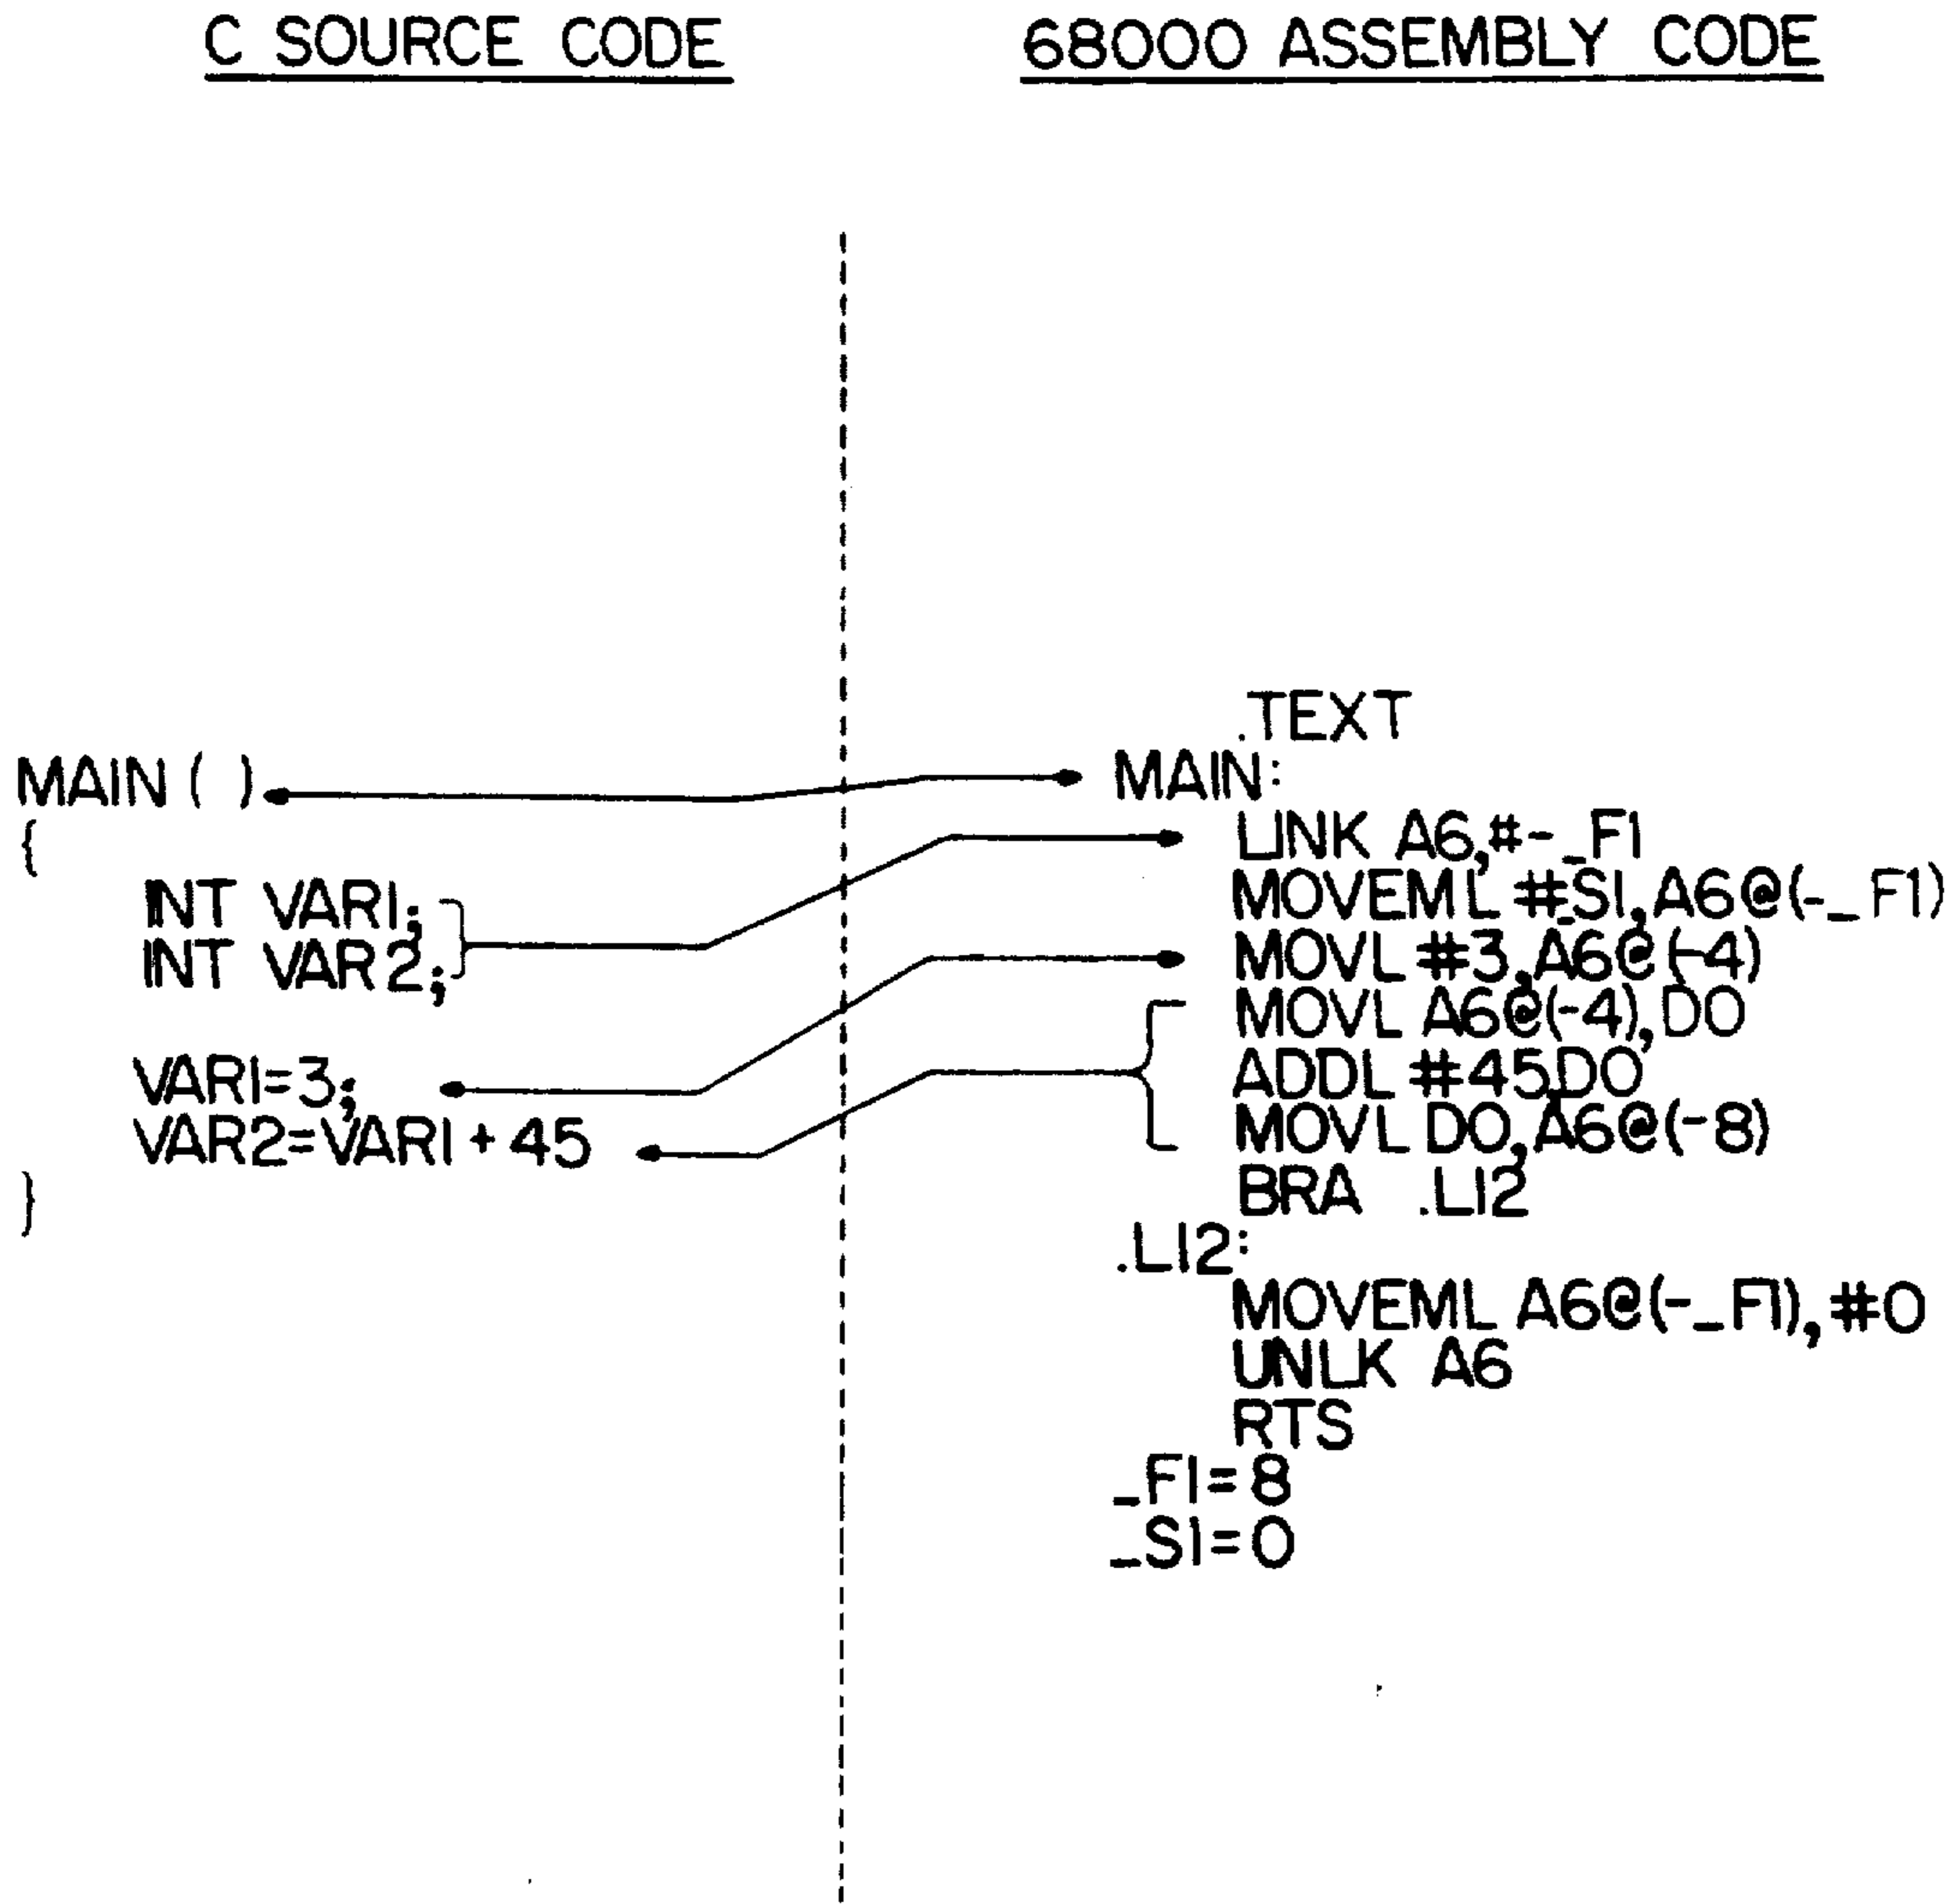 C SOURCE CODE
68000 ASSEMBLY CODE
MAIN ( )
{
INT VAR1;
INT VAR2;
VAR1=3;
VAR2=VAR1+45
}
.TEXT
MAIN:
LINK A6,#-_F1
MOVEML #_S1,A6@(-_F1)
MOVL #3,A6@(-4)
MOVL A6@(-4),D0
ADDL #45,D0
MOVL D0,A6@(-8)
BRA .L12
.L12:
MOVEML A6@(-_F1),#0
UNLK A6
RTS
_F1=8
_S1=0